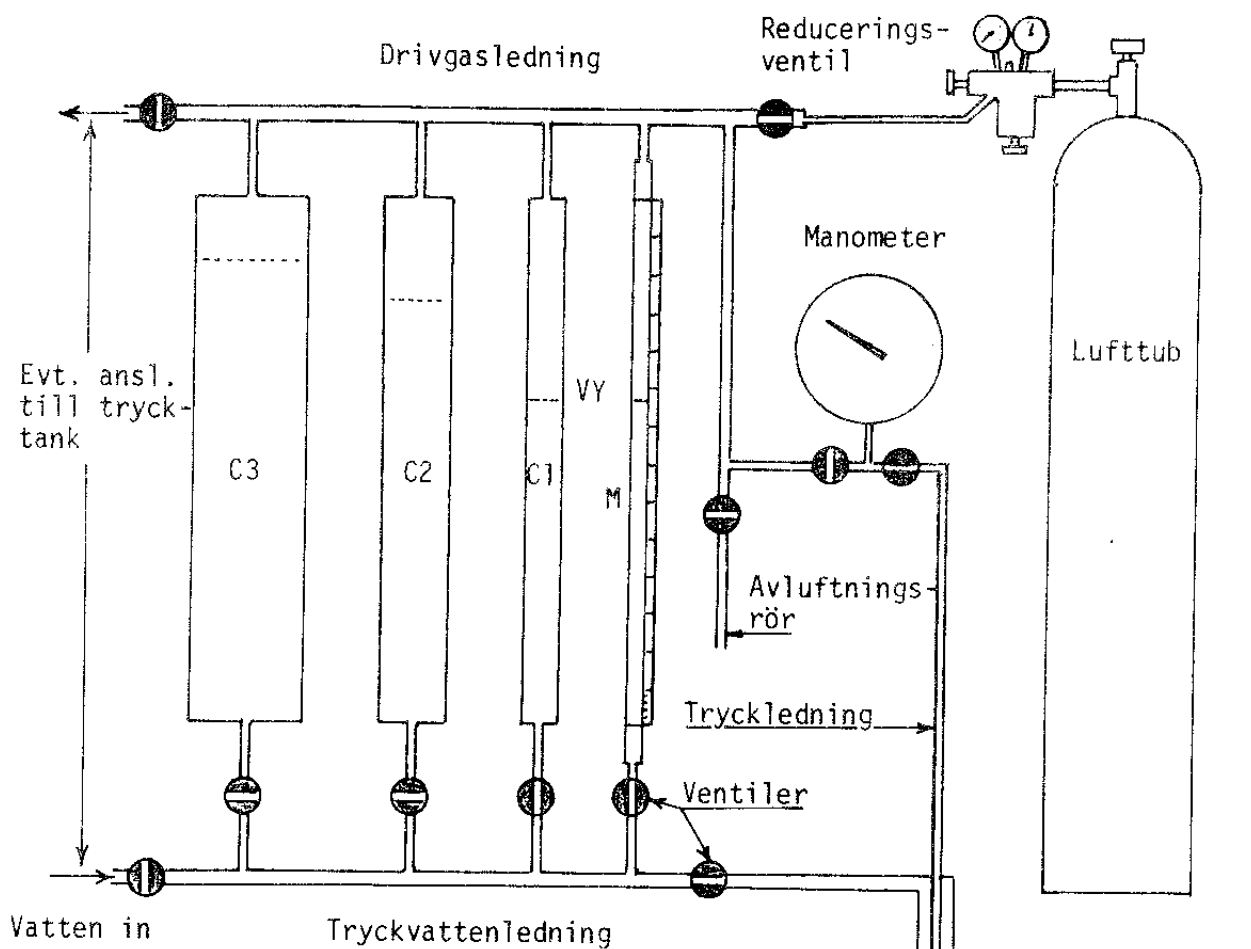 Reducerings-
ventil
Drivgasledning
Manometer
Lufttub
Evt. ansl.
till tryck-
tank
VY
C3
C2
C1
M
Avluftnings
rör
Tryckledning
Ventiler
Vatten in
Tryckvattenledning